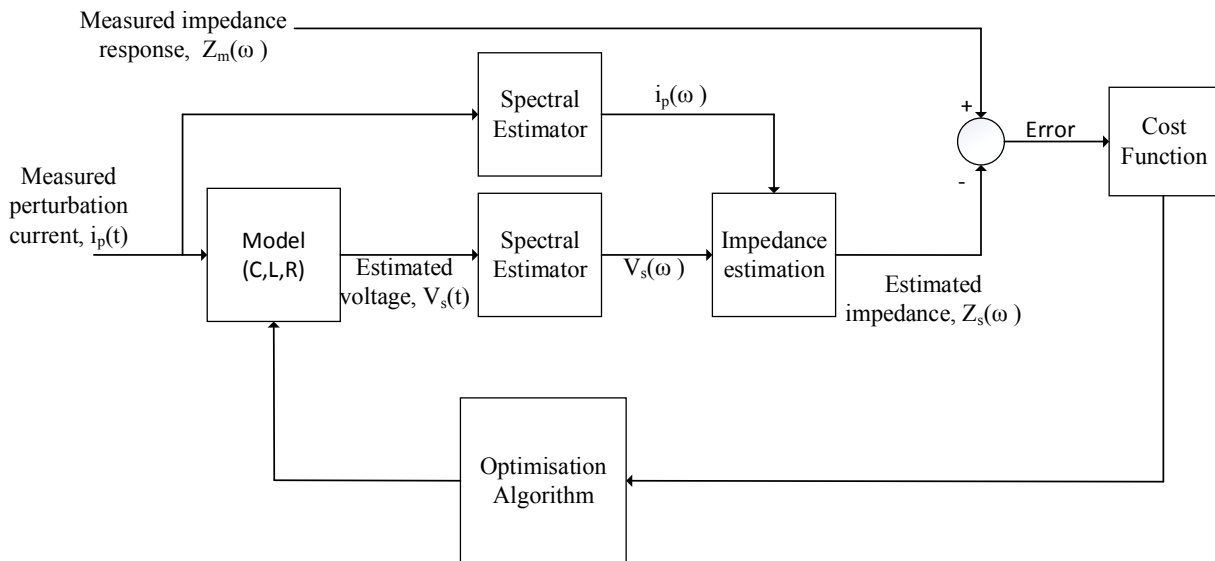 Measured impedance
response, Zm(ω)
Spectral
Estimator
ip(ω)
+
Error
Cost
Function
Measured
perturbation
current, ip(t)
Model
(C,L,R)
Estimated
voltage, Vs(t)
Spectral
Estimator
Vs(ω)
Impedance
estimation
-
Estimated
impedance, Zs(ω)
Optimisation
Algorithm